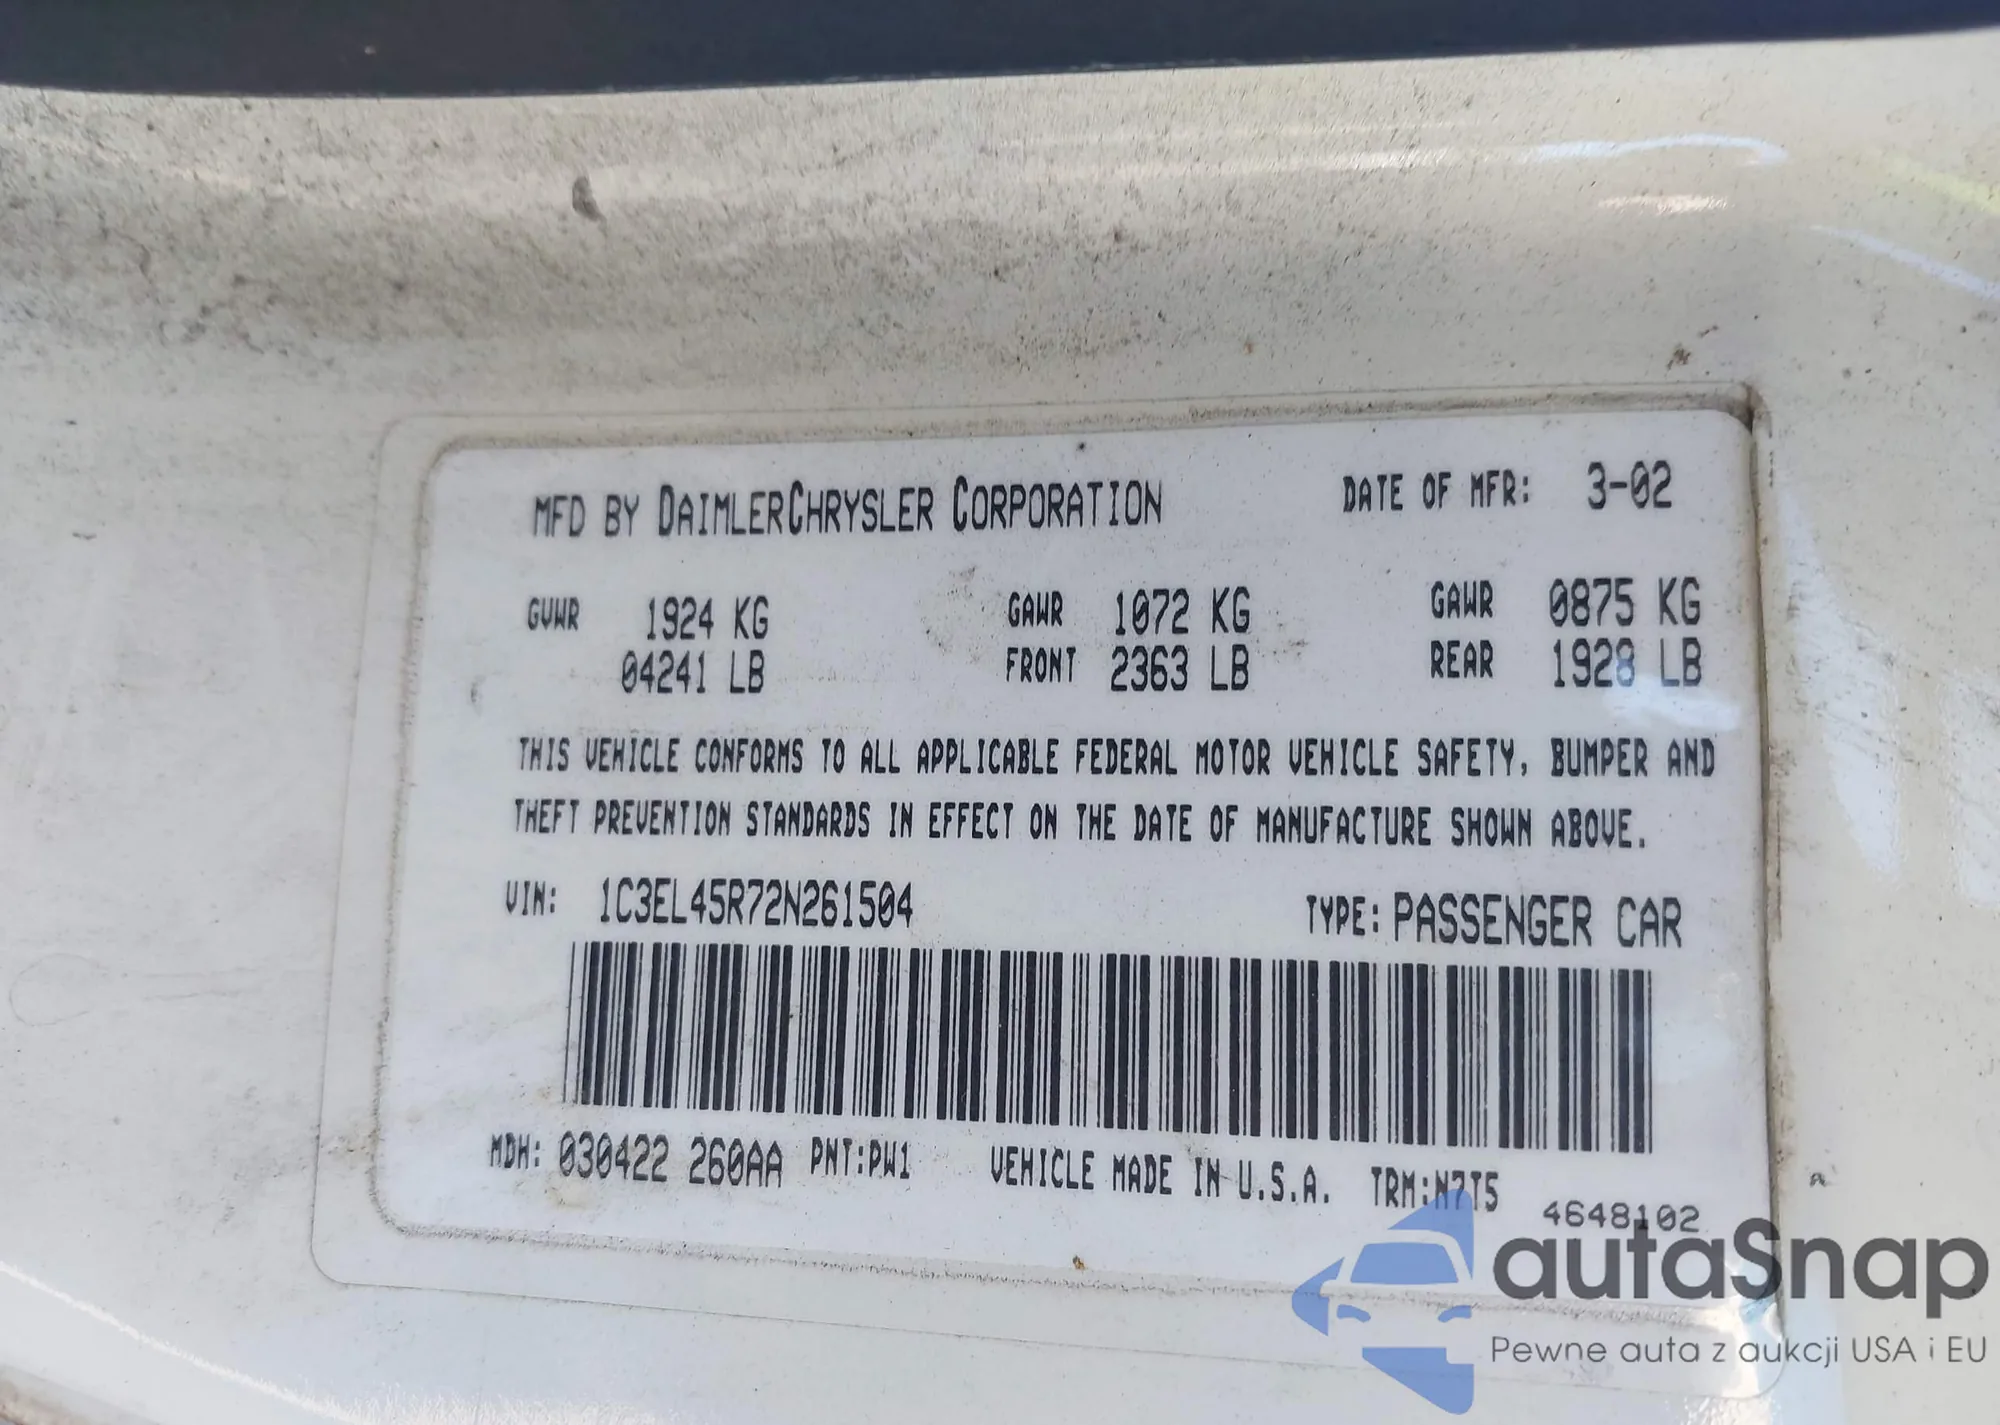 MFD BY DAIMLERCHRYSLER CORPORATION DATE OF MFR: 3-02
GVWR 1924 KG GAWR 1072 KG GAWR 0875 KG
04241 LB FRONT 2363 LB REAR 1928 LB
THIS VEHICLE CONFORMS TO ALL APPLICABLE FEDERAL MOTOR VEHICLE SAFETY, BUMPER AND
THEFT PREVENTION STANDARDS IN EFFECT ON THE DATE OF MANUFACTURE SHOWN ABOVE.
VIN: 1C3EL45R72N261504 TYPE: PASSENGER CAR
MDH: 030422 260AA PNT:PW1 VEHICLE MADE IN U.S.A. TRM:N7T5
4648102
autaSnap
Pewne auta z aukcji USA i EU